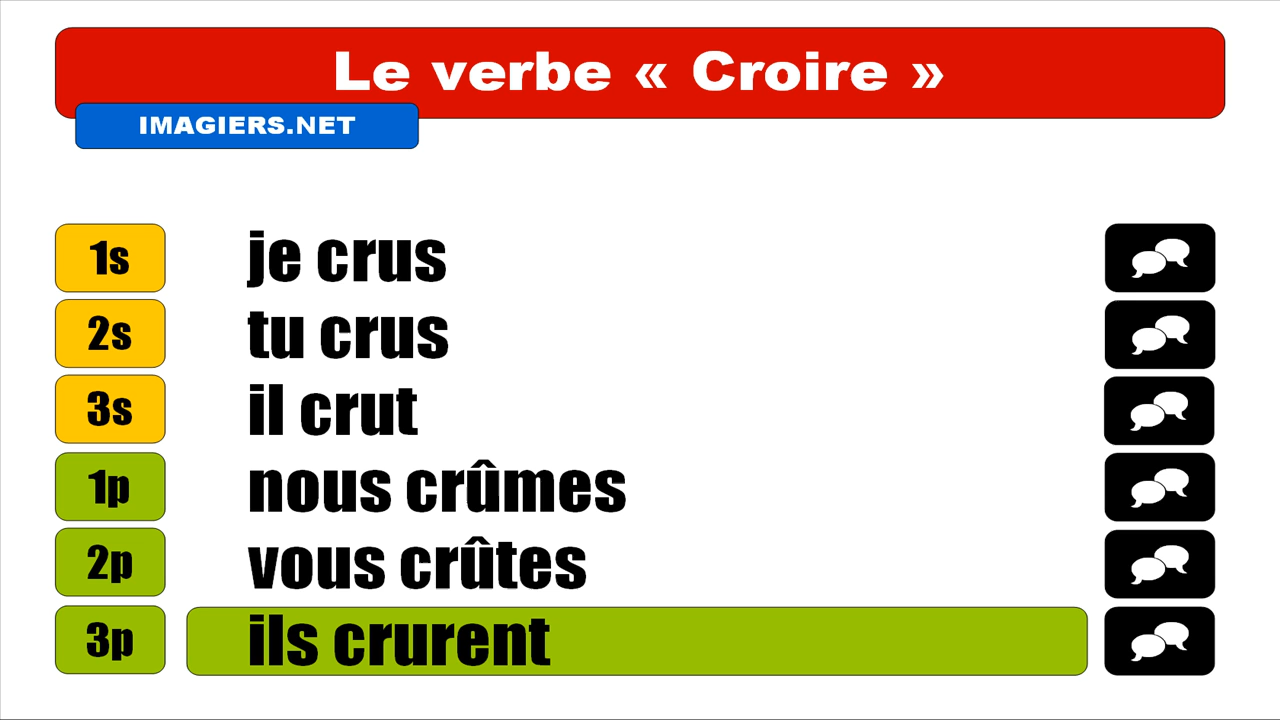 Le verbe « Croire »
IMAGIERS.NET
1s je crus
2s tu crus
3s il crut
1p nous crûmes
2p vous crûtes
3p ils crurent